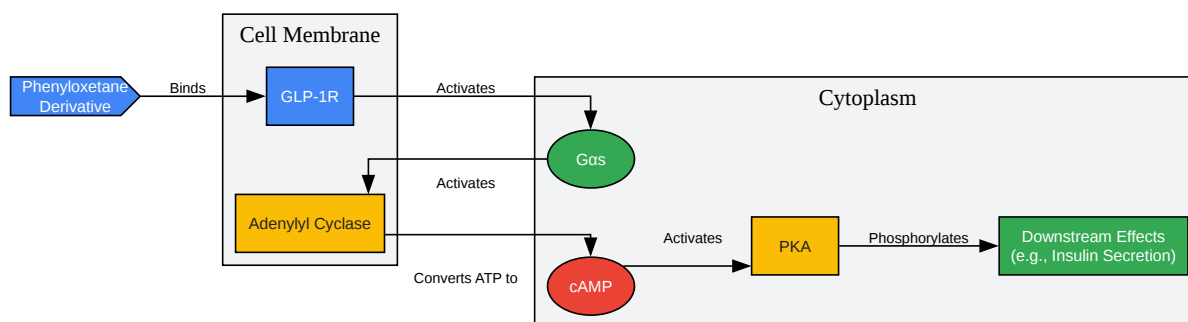 Cell Membrane
Phenyloxetane
Derivative
Binds
GLP-1R
Activates
Cytoplasm
Gαs
Activates
Adenylyl Cyclase
Converts ATP to
cAMP
Activates
PKA
Phosphorylates
Downstream Effects
(e.g., Insulin Secretion)